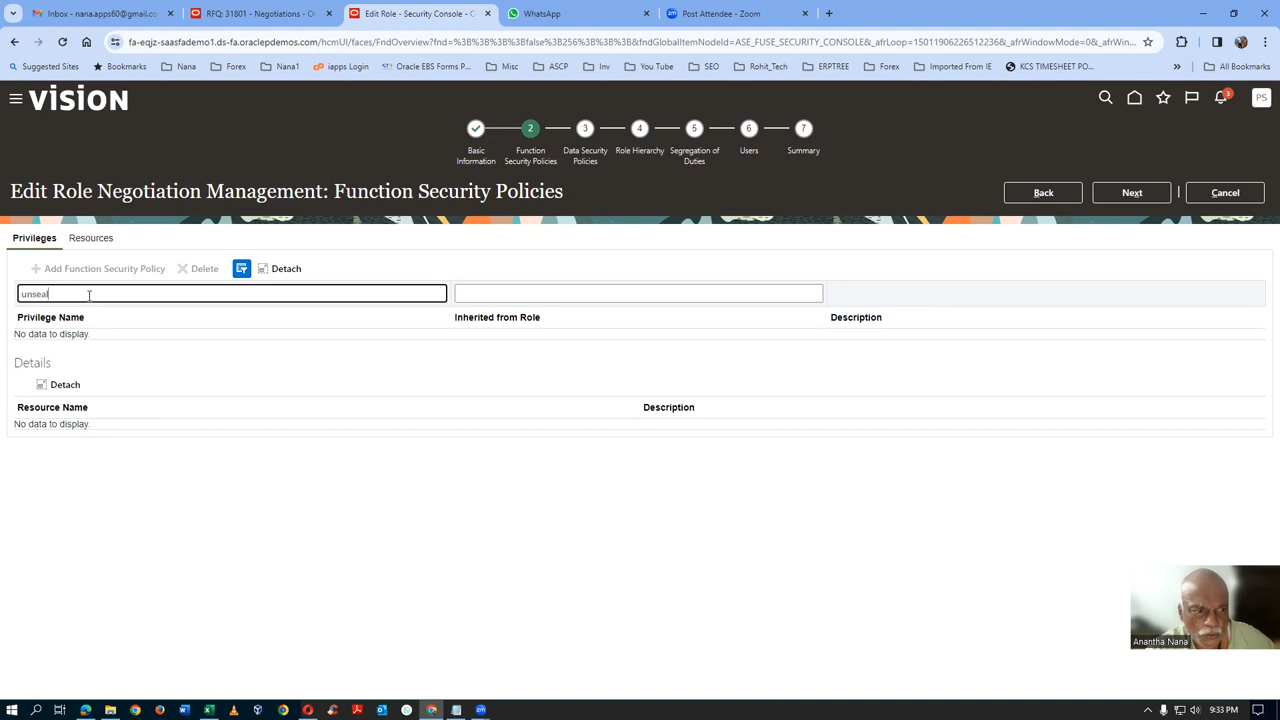 Inbox - nana.apps60@gmail.co
RFQ: 31801 - Negotiations - O
Edit Role - Security Console - C
WhatsApp
Post Attendee - Zoom
fa-eqjz-saasfademo1.ds-fa.oraclepdemos.com/hcmUI/faces/FndOverview?fnd=%3B%3B%3B%3Bfalse%3B256%3B%3B%3B&fndGlobalItemNodeId=ASE_FUSE_SECURITY_CONSOLE&_afrLoop=15011906226512236&_afrWindowMode=0&_afrWin...
Suggested Sites
Bookmarks
Nana
Forex
Nana1
iapps Login
Oracle EBS Forms P...
Misc
ASCP
Inv
You Tube
SEO
Rohit_Tech
ERPTREE
Forex
Imported From IE
KCS TIMESHEET PO...
»
All Bookmarks
VISION
3
PS
2 3 4 5 6 7
Basic Information
Function Security Policies
Data Security Policies
Role Hierarchy
Segregation of Duties
Users
Summary
Edit Role Negotiation Management: Function Security Policies
Back
Next
Cancel
Privileges Resources
Add Function Security Policy
Delete
Detach
unseal
Privilege Name Inherited from Role Description
No data to display.
Details
Detach
Resource Name Description
No data to display.
Anantha Nana
9:33 PM